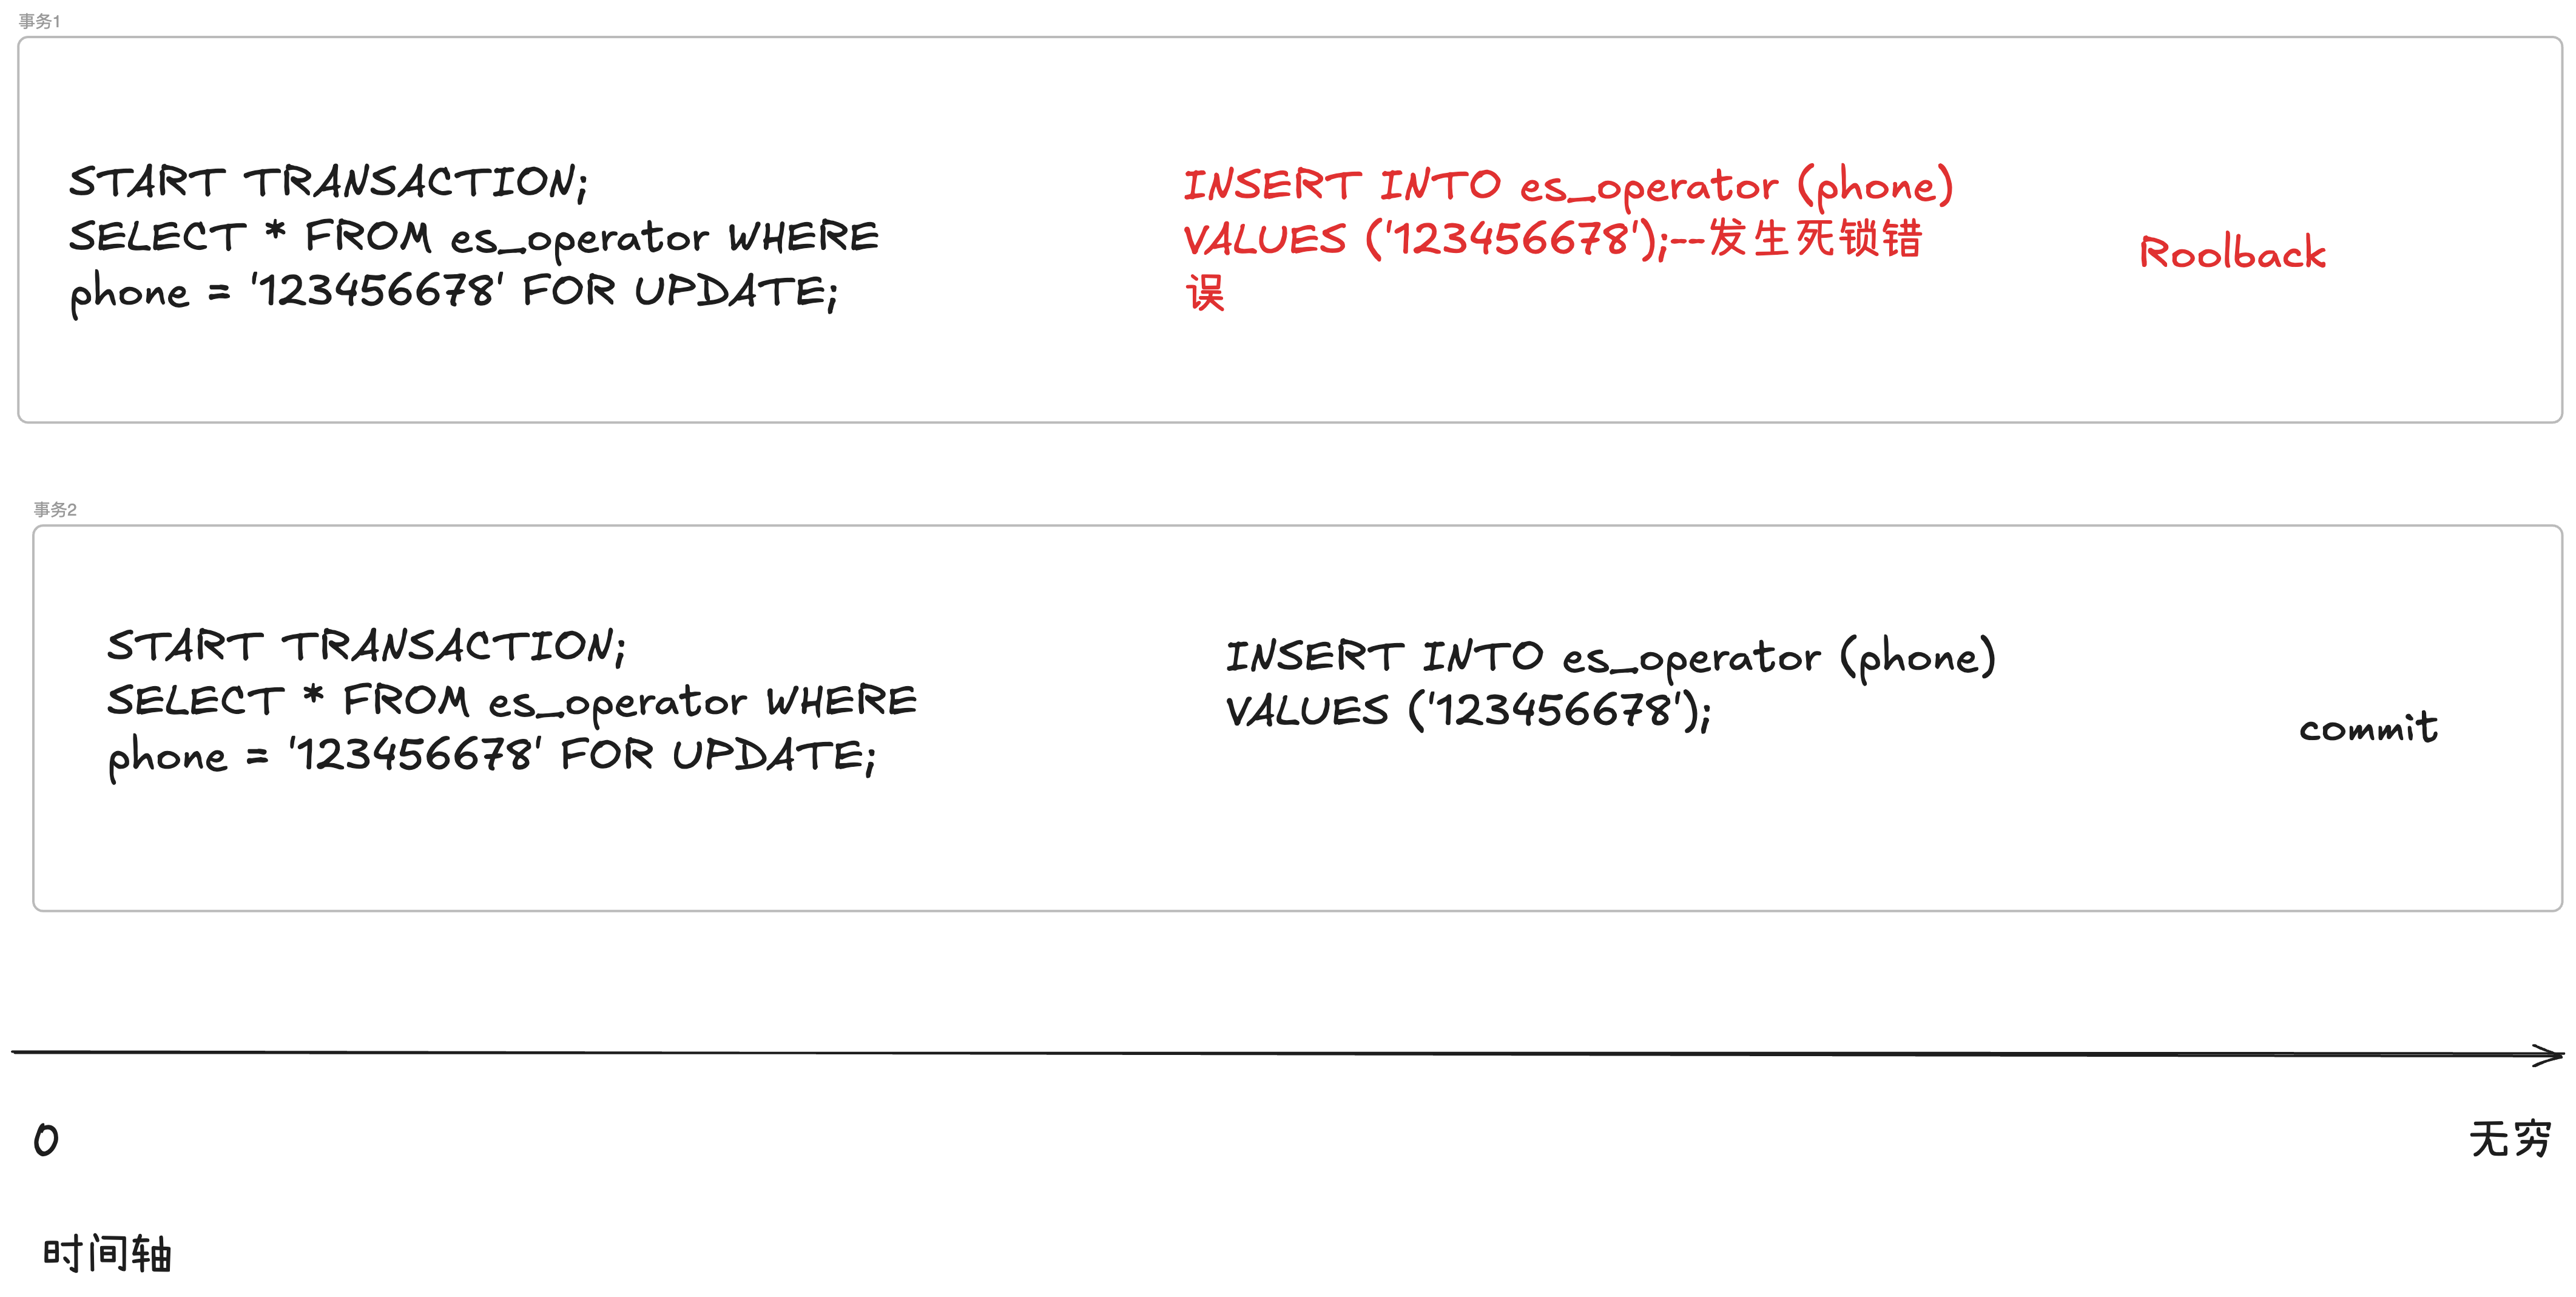 事务1
START TRANSACTION;
SELECT * FROM es_operator WHERE
phone = '123456678' FOR UPDATE;
INSERT INTO es_operator (phone)
VALUES ('123456678');--发生死锁错
误
Roolback
事务2
START TRANSACTION;
SELECT * FROM es_operator WHERE
phone = '123456678' FOR UPDATE;
INSERT INTO es_operator (phone)
VALUES ('123456678');
commit
0
无穷
时间轴